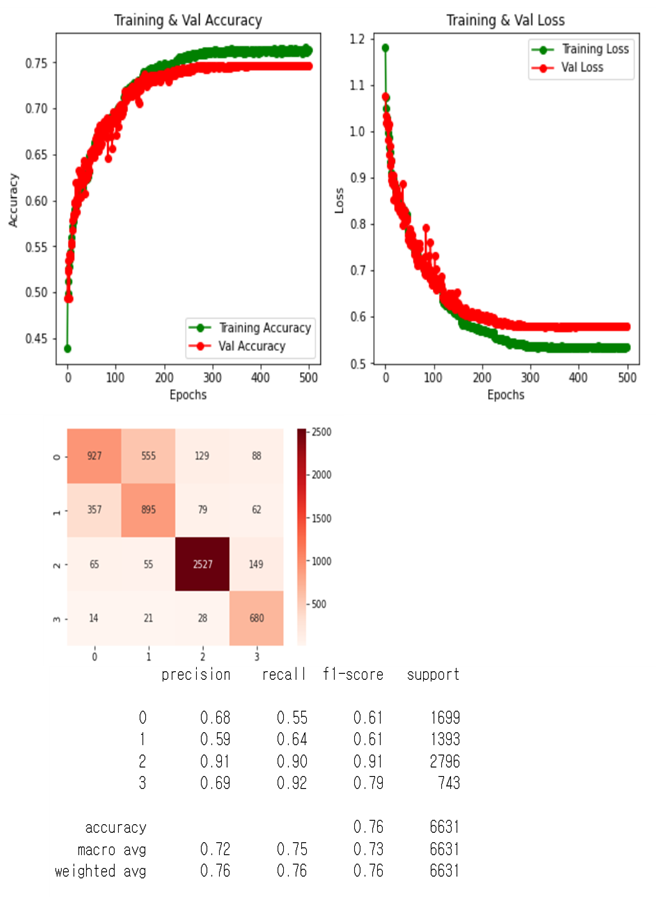 Training & Val Accuracy
0.75
0.70
0.65
0.60
0.55
0.50
0.45
Accuracy
Training Accuracy
Val Accuracy
0 100 200 300 400 500
Epochs
Training & Val Loss
1.2
1.1
1.0
0.9
0.8
0.7
0.6
0.5
Loss
Training Loss
Val Loss
0 100 200 300 400 500
Epochs
0 927 555 129 88
1 357 895 79 62
2 65 55 2527 149
3 14 21 28 680
0 1 2 3
2500
2000
1500
1000
500
precision recall f1-score support
0 0.68 0.55 0.61 1699
1 0.59 0.64 0.61 1393
2 0.91 0.90 0.91 2796
3 0.69 0.92 0.79 743
accuracy 0.76 6631
macro avg 0.72 0.75 0.73 6631
weighted avg 0.76 0.76 0.76 6631